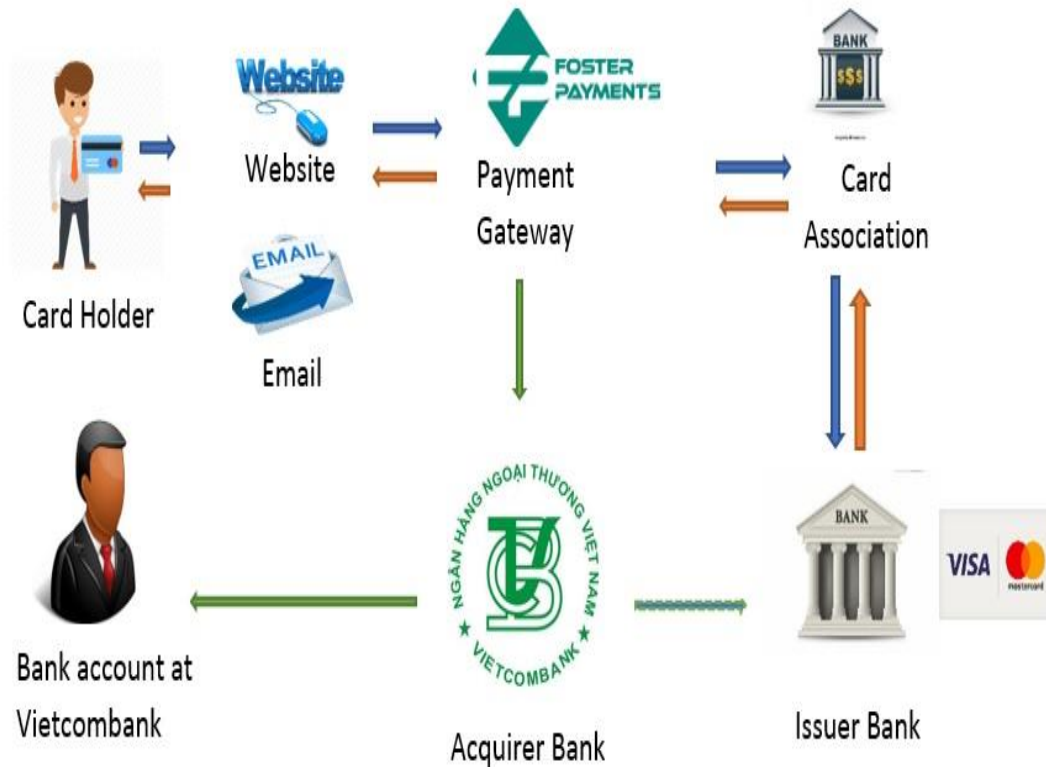 Website
FOSTER
PAYMENTS
BANK
$$$
Website
Payment
Gateway
Card
Association
EMAIL
Card Holder
Email
NGÂN HÀNG NGOẠI THƯƠNG VIỆT NAM
★ VIETCOMBANK ★
BANK
VISA
mastercard
Bank account at
Vietcombank
Acquirer Bank
Issuer Bank